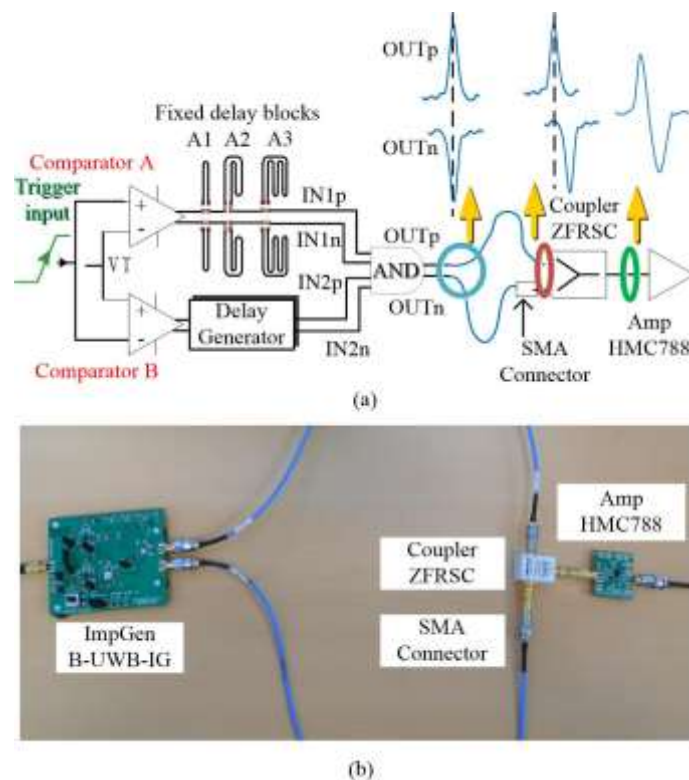 OUTp
OUTn
Fixed delay blocks
A1 A2 A3
Comparator A
Trigger
input
+
-
VT
+
-
Comparator B
Delay
Generator
IN1p
IN1n
IN2p
IN2n
AND
OUTp
OUTn
Coupler
ZFRSC
SMA
Connector
Amp
HMC788
(a)
ImpGen
B-UWB-IG
Coupler
ZFRSC
SMA
Connector
Amp
HMC788
(b)